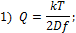 1) Q = kT/2Df;